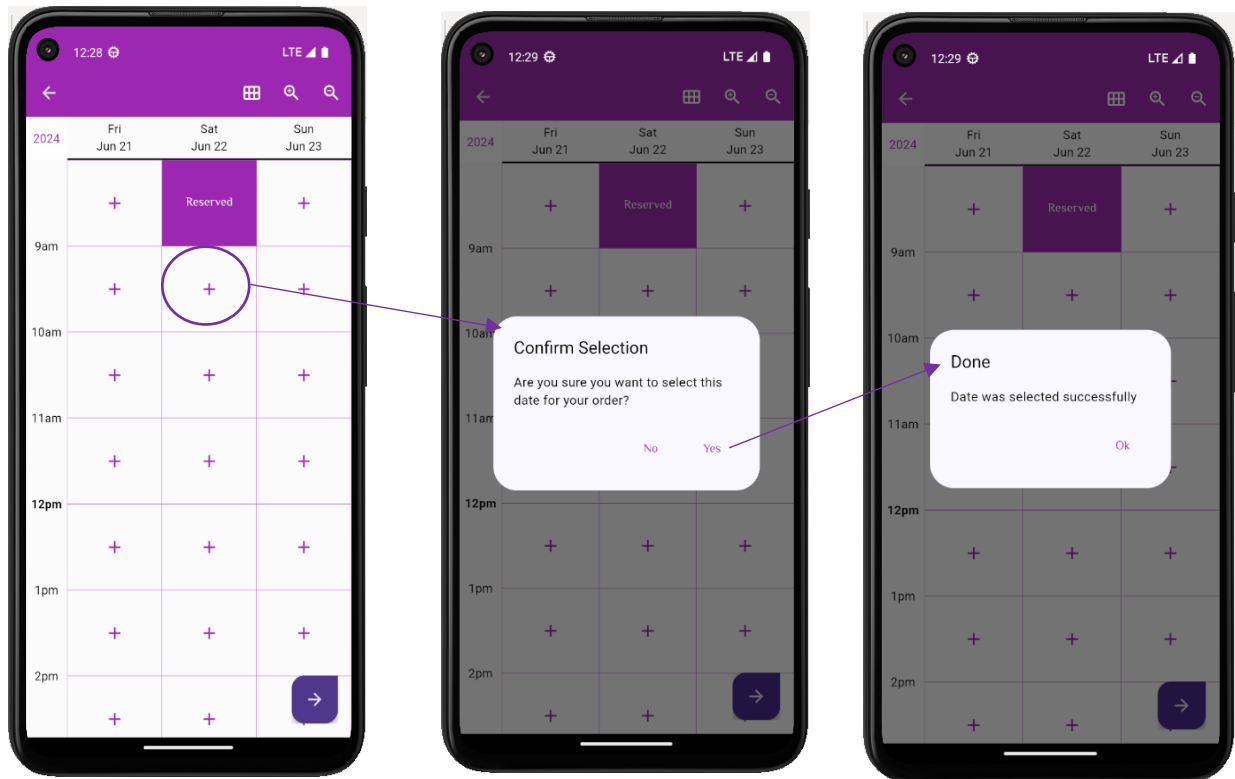 12:28 LTE
2024 Fri Sat Sun
Jun 21 Jun 22 Jun 23
Reserved
9am
10am
11am
12pm
1pm
2pm
12:29 LTE
2024 Fri Sat Sun
Jun 21 Jun 22 Jun 23
Reserved
9am
10am
Confirm Selection
Are you sure you want to select this
date for your order?
11am
No Yes
12pm
1pm
2pm
12:29 LTE
2024 Fri Sat Sun
Jun 21 Jun 22 Jun 23
Reserved
9am
10am
Done
Date was selected successfully
11am
Ok
12pm
1pm
2pm